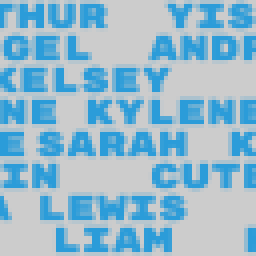 THUR YIS
GEL ANDR
KELSEY
NE KYLENE
E SARAH K
IN CUTE
A LEWIS
LIAM